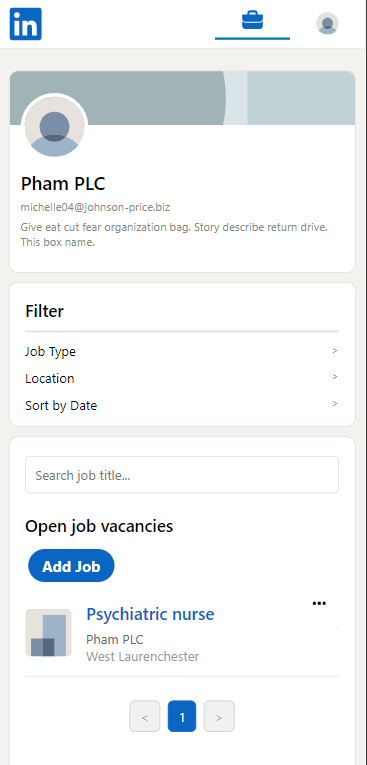 in
Pham PLC
michelle04@johnson-price.biz
Give eat cut fear organization bag. Story describe return drive.
This box name.
Filter
Job Type >
Location >
Sort by Date >
Search job title...
Open job vacancies
Add Job
Psychiatric nurse
Pham PLC
West Laurenchester
< 1 >